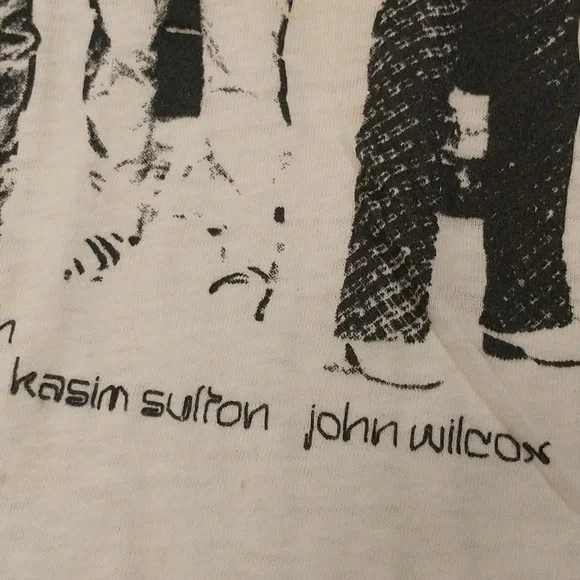 n
kasim sulton john wilcox